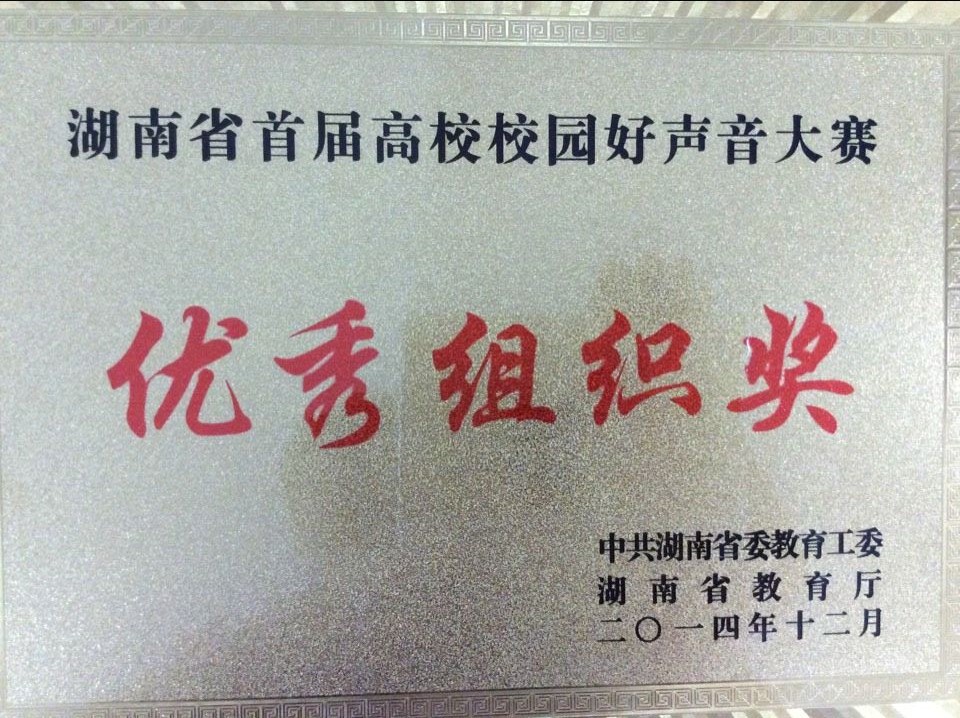 湖南省首届高校校园好声音大赛
优秀组织奖
中共湖南省委教育工委
湖南省教育厅
二〇一四年十二月